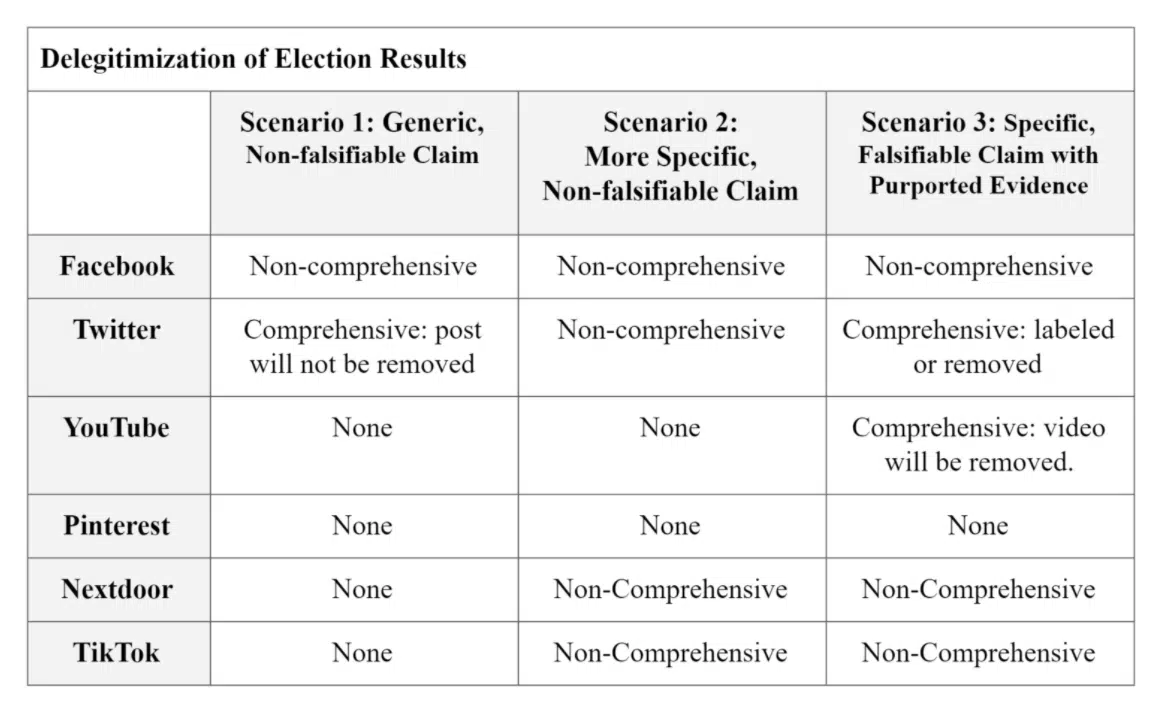 Delegitimization of Election Results
Scenario 1: Generic,
Non-falsifiable Claim
Scenario 2:
More Specific,
Non-falsifiable Claim
Scenario 3: Specific,
Falsifiable Claim with
Purported Evidence
Facebook
Non-comprehensive
Non-comprehensive
Non-comprehensive
Twitter
Comprehensive: post
will not be removed
Non-comprehensive
Comprehensive: labeled
or removed
YouTube
None
None
Comprehensive: video
will be removed.
Pinterest
None
None
None
Nextdoor
None
Non-Comprehensive
Non-Comprehensive
TikTok
None
Non-Comprehensive
Non-Comprehensive